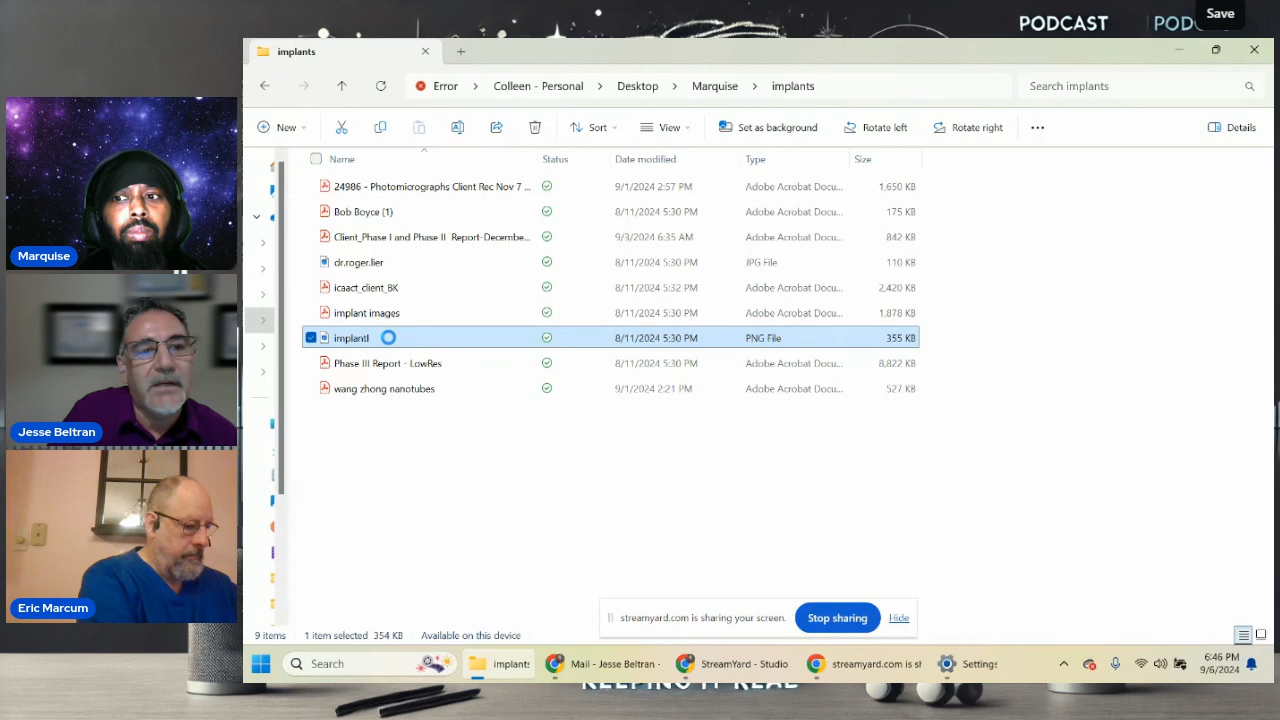 PODCAST
Save
implants
Error
Colleen - Personal
Desktop
Marquise
implants
Search implants
New
Sort
View
Set as background
Rotate left
Rotate right
Details
Name
Status
Date modified
Type
Size
24986 - Photomicrographs Client Rec Nov 7 ... 9/1/2024 2:57 PM Adobe Acrobat Docu... 1,650 KB
Bob Boyce (1) 8/11/2024 5:30 PM Adobe Acrobat Docu... 175 KB
Client_Phase I and Phase II Report-Decembe... 9/3/2024 6:35 AM Adobe Acrobat Docu... 842 KB
dr.roger.lier 8/11/2024 5:30 PM JPG File 110 KB
icaact_client_BK 8/11/2024 5:32 PM Adobe Acrobat Docu... 2,420 KB
implant images 8/11/2024 5:30 PM Adobe Acrobat Docu... 1,878 KB
implantl 8/11/2024 5:30 PM PNG File 355 KB
Phase III Report - LowRes 8/11/2024 5:30 PM Adobe Acrobat Docu... 8,822 KB
wang zhong nanotubes 9/1/2024 2:21 PM Adobe Acrobat Docu... 527 KB
Marquise
Jesse Beltran
Eric Marcum
streamyard.com is sharing your screen.
Stop sharing
Hide
9 items
1 item selected 354 KB
Available on this device
Search
implants
Mail - Jesse Beltran -
StreamYard - Studio
streamyard.com is sh
Settings
6:46 PM
9/6/2024
KEEPING IT REAL